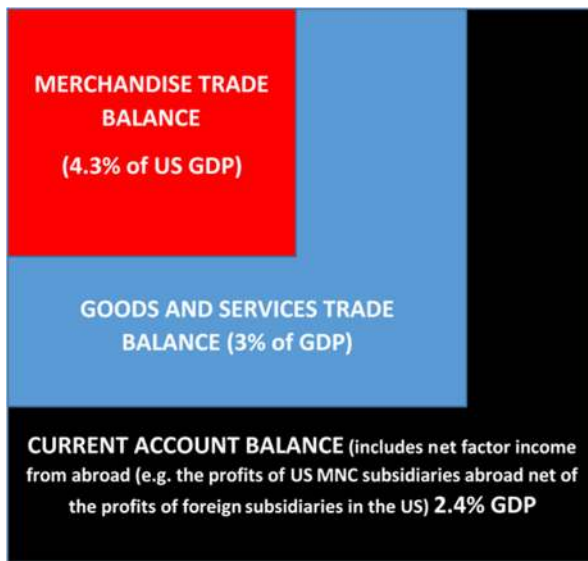 MERCHANDISE TRADE
BALANCE
(4.3% of US GDP)
GOODS AND SERVICES TRADE
BALANCE (3% of GDP)
CURRENT ACCOUNT BALANCE (includes net factor income
from abroad (e.g. the profits of US MNC subsidiaries abroad net of
the profits of foreign subsidiaries in the US) 2.4% GDP